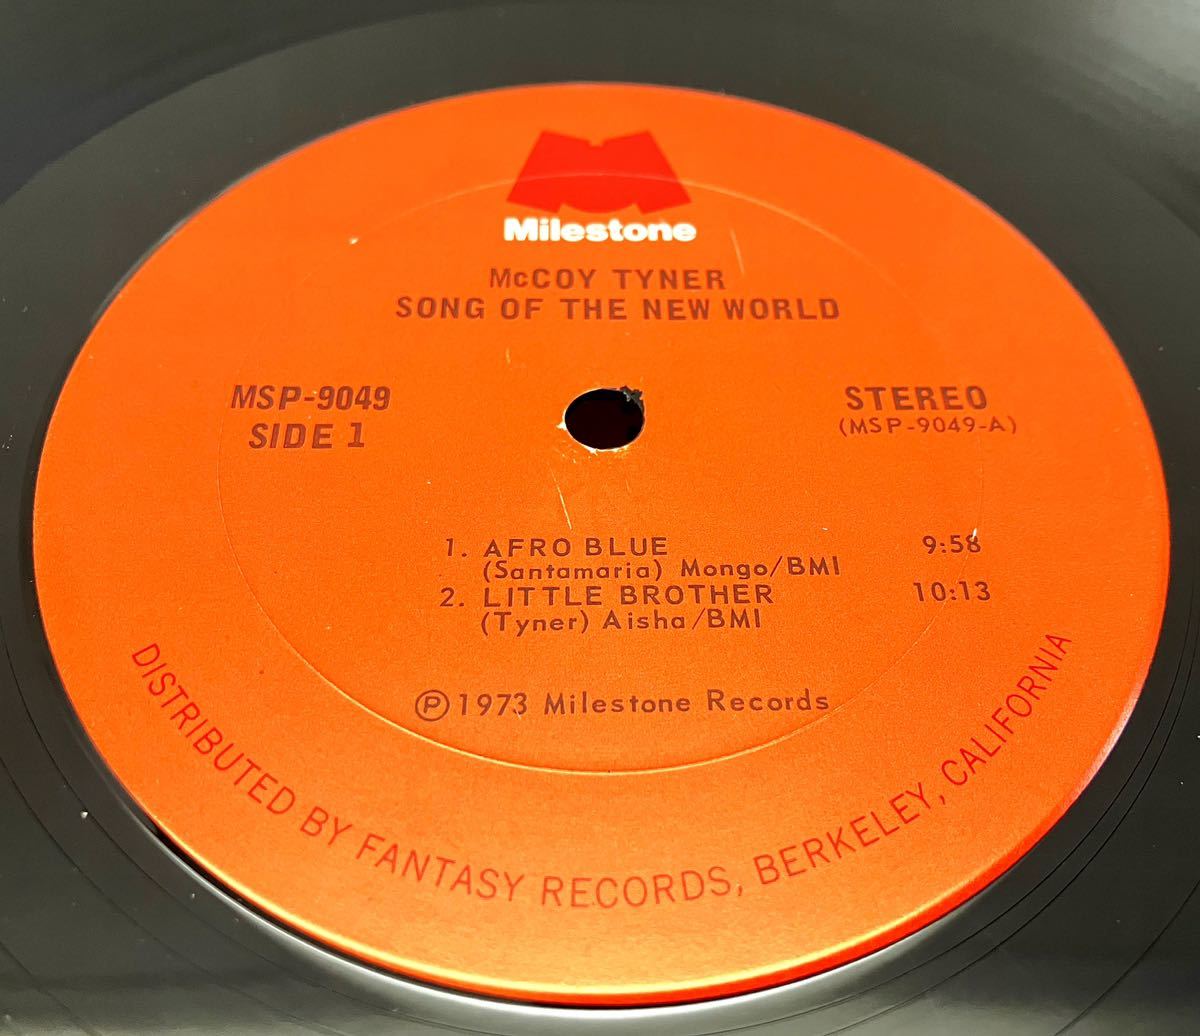 Milestone
McCOY TYNER
SONG OF THE NEW WORLD
MSP-9049
SIDE 1
STEREO
(MSP-9049-A)
1. AFRO BLUE 9:58
(Santamaria) Mongo/BMI
2. LITTLE BROTHER 10:13
(Tyner) Aisha/BMI
Ⓟ1973 Milestone Records
DISTRIBUTED BY FANTASY RECORDS, BERKELEY, CALIFORNIA